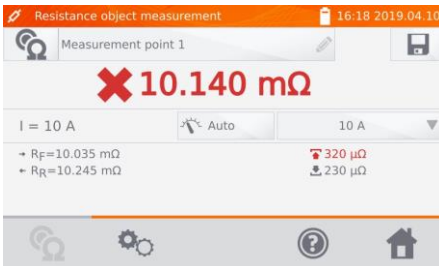 Resistance object measurement 16:18 2019.04.10
Measurement point 1
10.140 mΩ
I = 10 A Auto 10 A
RF=10.035 mΩ 320 µΩ
RR=10.245 mΩ 230 µΩ